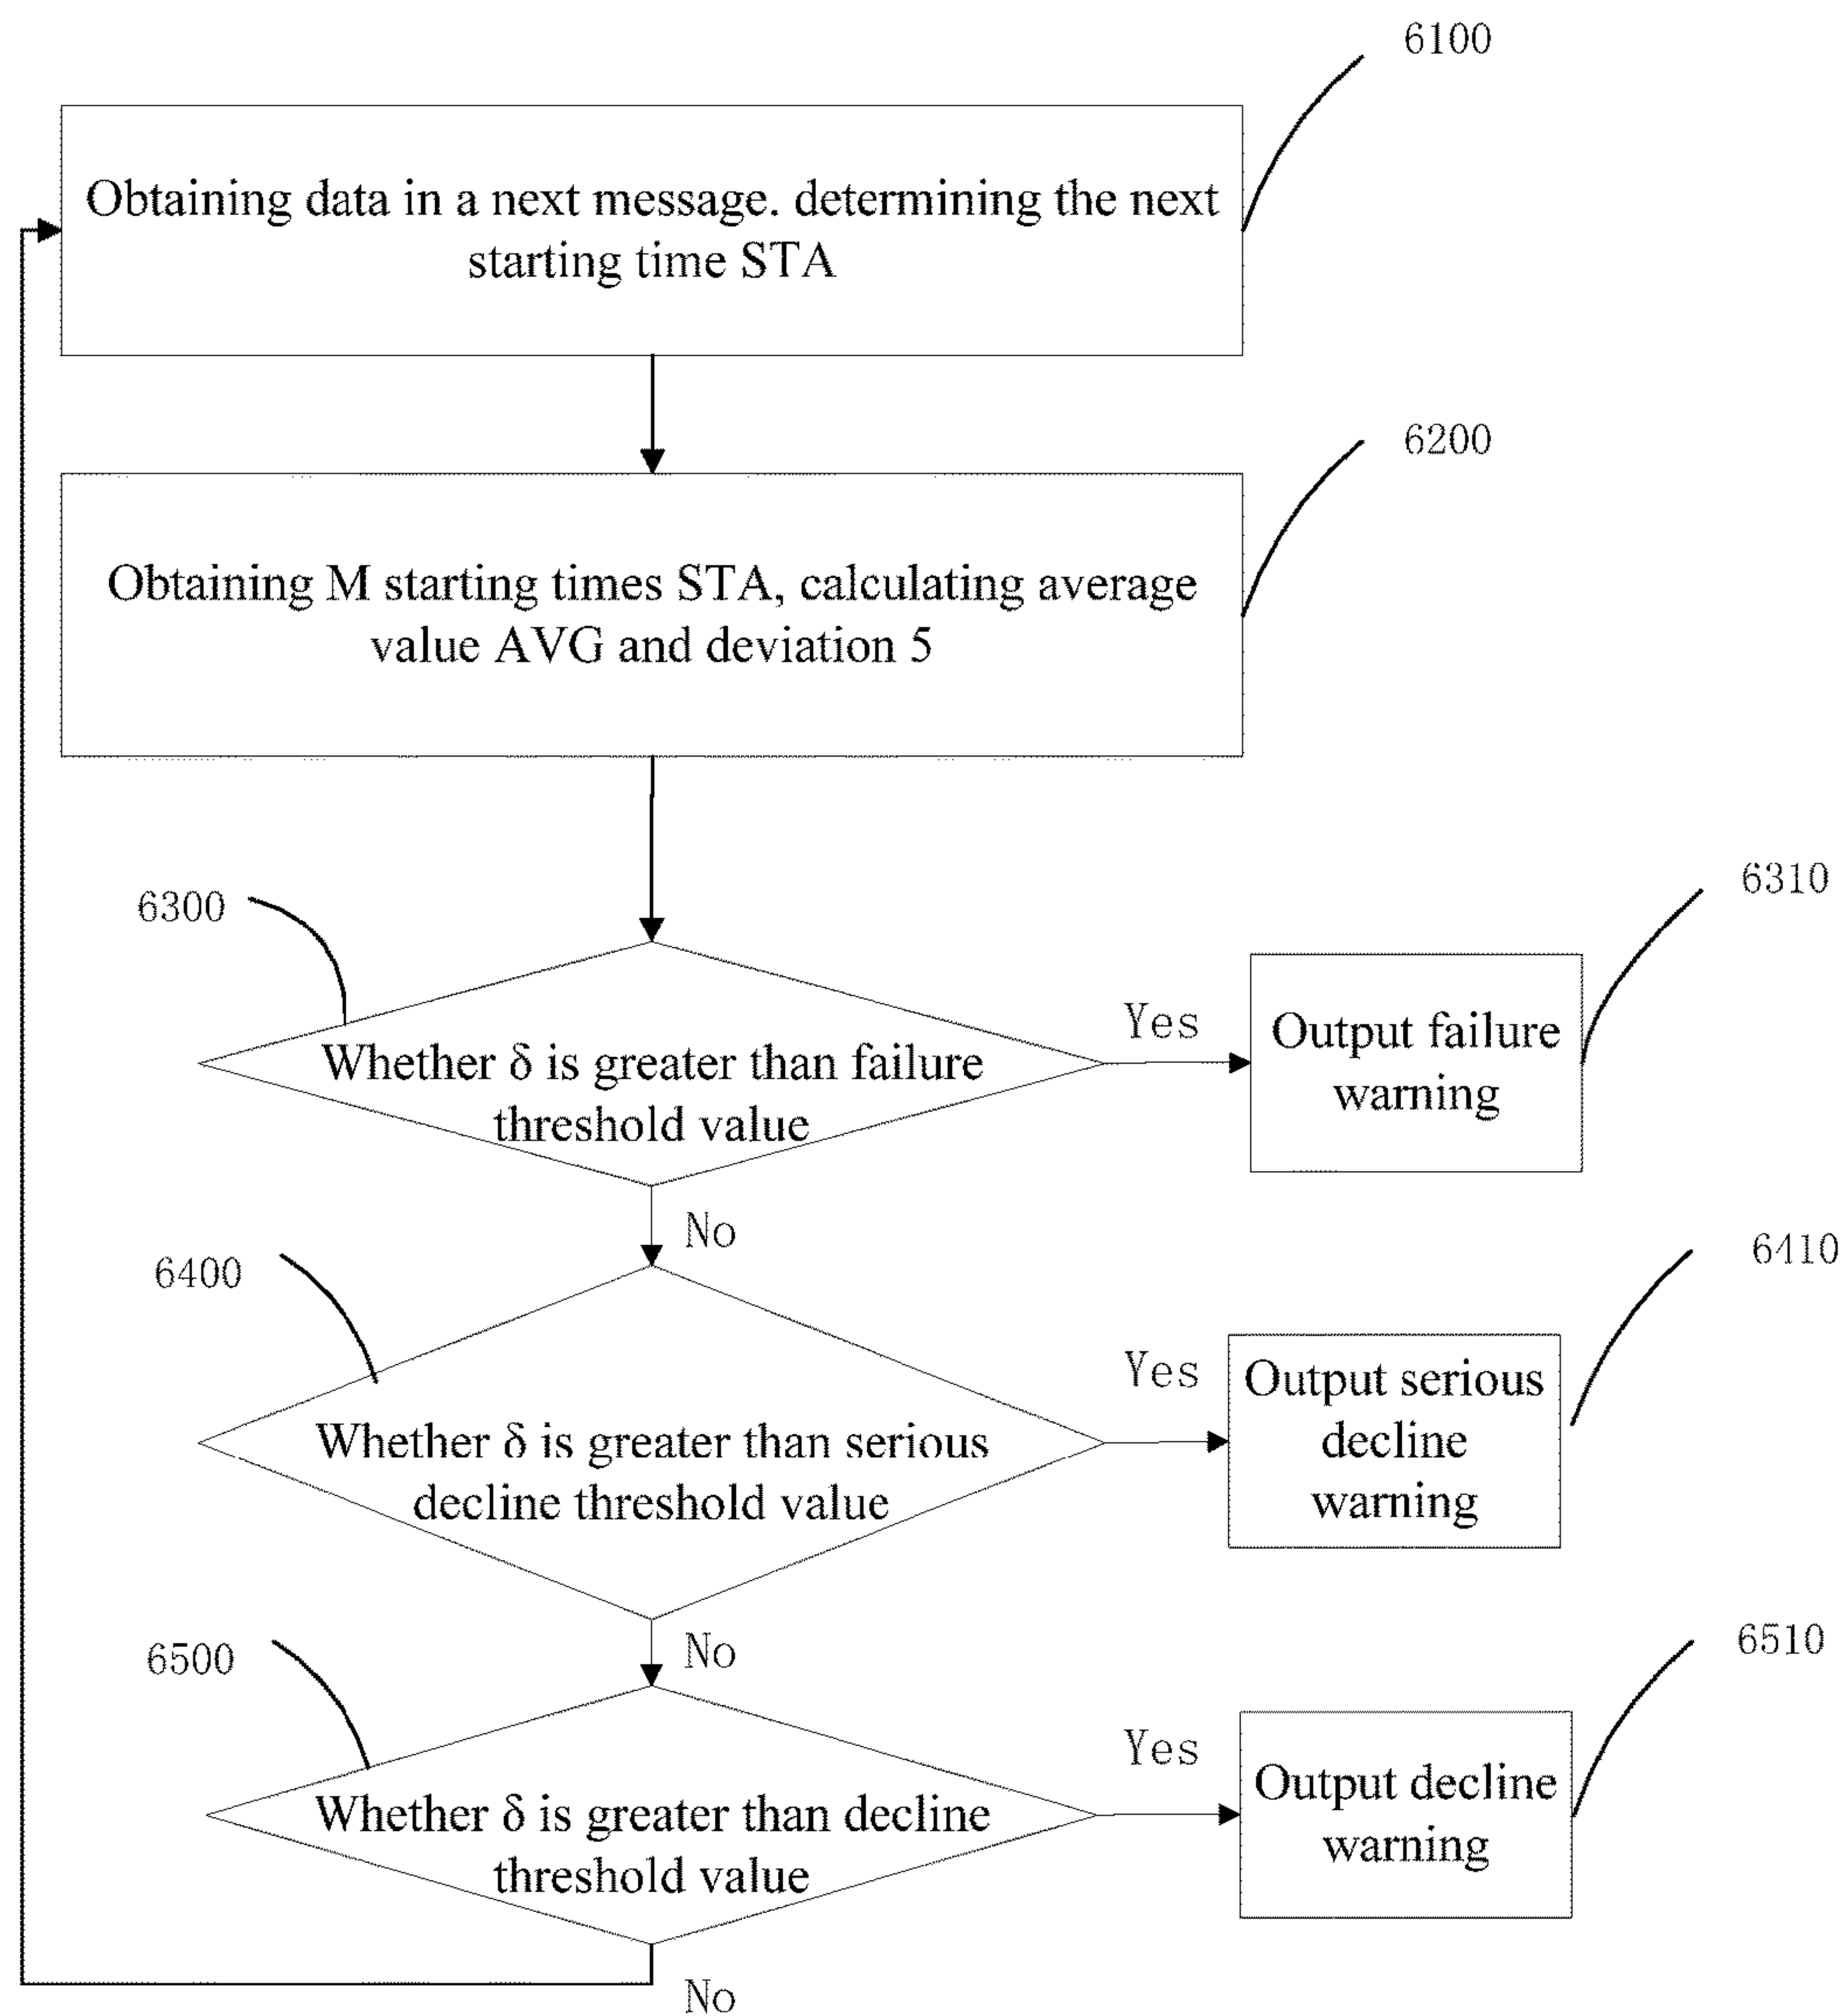 6100
Obtaining data in a next message. determining the next
starting time STA
6200
Obtaining M starting times STA, calculating average
value AVG and deviation 5
6300
6310
Whether δ is greater than failure
threshold value
Yes
Output failure
warning
No
6400
6410
Whether δ is greater than serious
decline threshold value
Yes
Output serious
decline
warning
No
6500
6510
Whether δ is greater than decline
threshold value
Yes
Output decline
warning
No